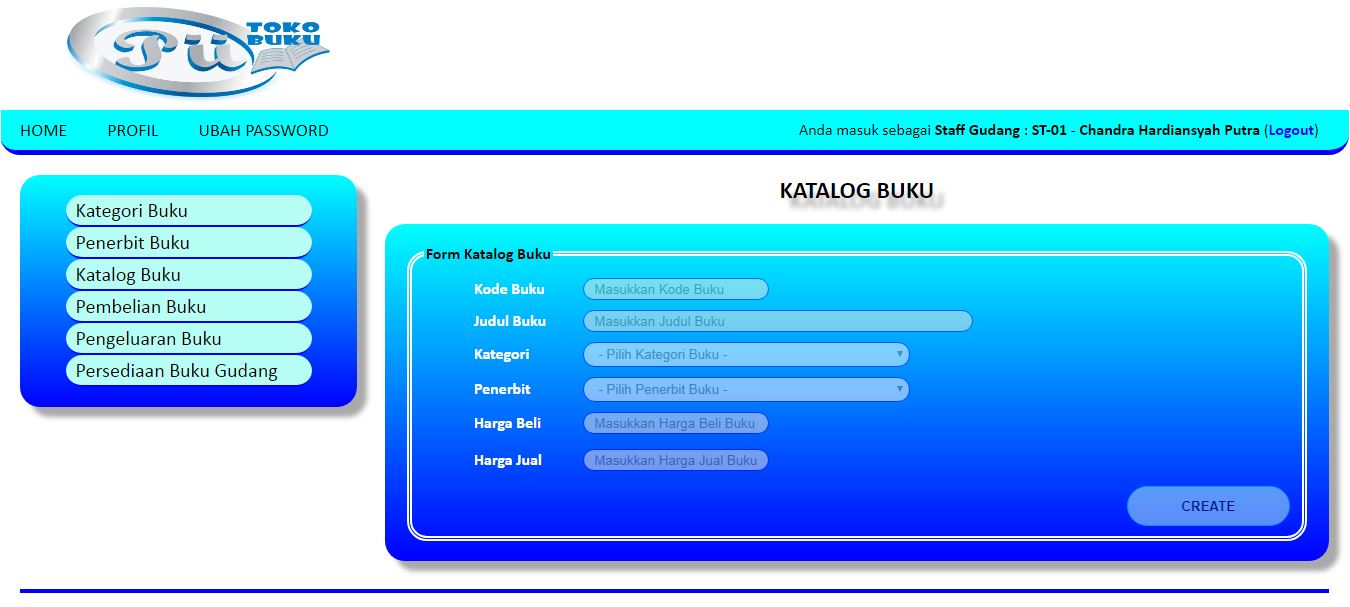 PU TOKO
BUKU
HOME PROFIL UBAH PASSWORD Anda masuk sebagai Staff Gudang : ST-01 - Chandra Hardiansyah Putra (Logout)
Kategori Buku
Penerbit Buku
Katalog Buku
Pembelian Buku
Pengeluaran Buku
Persediaan Buku Gudang
KATALOG BUKU
Form Katalog Buku
Kode Buku Masukkan Kode Buku
Judul Buku Masukkan Judul Buku
Kategori - Pilih Kategori Buku -
Penerbit - Pilih Penerbit Buku -
Harga Beli Masukkan Harga Beli Buku
Harga Jual Masukkan Harga Jual Buku
CREATE